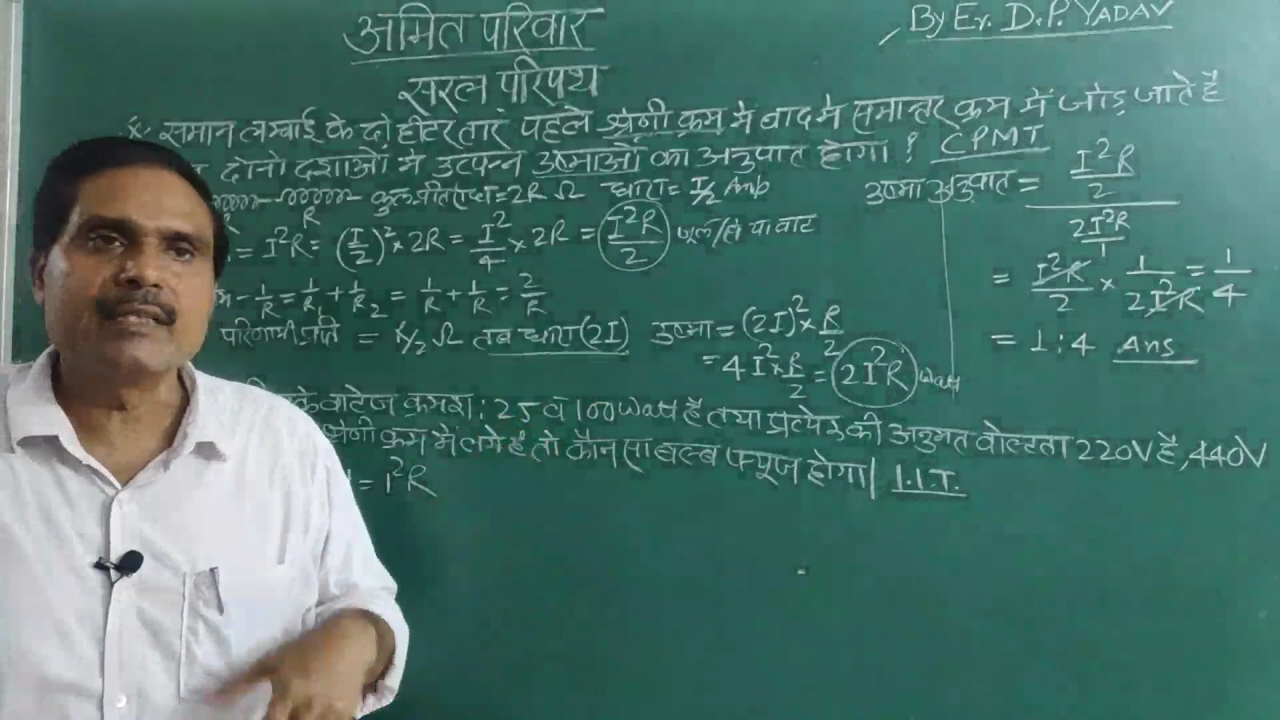 अमित परिवार
By Er. D.P. YADAV
सरल परिपथ
* समान लम्बाई के दो हीटर तार पहले श्रेणी क्रम में बाद मे समान्तर क्रम में जोड़ जाते है
दोनो दशाओं में उत्पन्न उष्माओं का अनुपात होगा? CPMT
R R कुल प्रतिरोध = 2R Ω धारा = I/2 Amp
= I²R = (I/2)² × 2R = I²/4 × 2R = I²R/2 जूल/से या वाट
- 1/R = 1/R₁ + 1/R₂ = 1/R + 1/R = 2/R
परिणामी प्रति = R/2 Ω तब धारा (2I) उष्मा = (2I)² × R/2
= 4I² × R/2 = 2I²R watt
उष्मा अनुपात = I²R/2 / 2I²R/1
= I²R/2 × 1/2I²R = 1/4
= 1:4 Ans
के वाटेज क्रमश: 25 व 100 watt है तथा प्रत्येक की अनुमत वोल्टता 220V है, 440V
श्रेणी क्रम में लगे है तो कौन सा बल्ब फ्यूज होगा| I.I.T.
= i²R